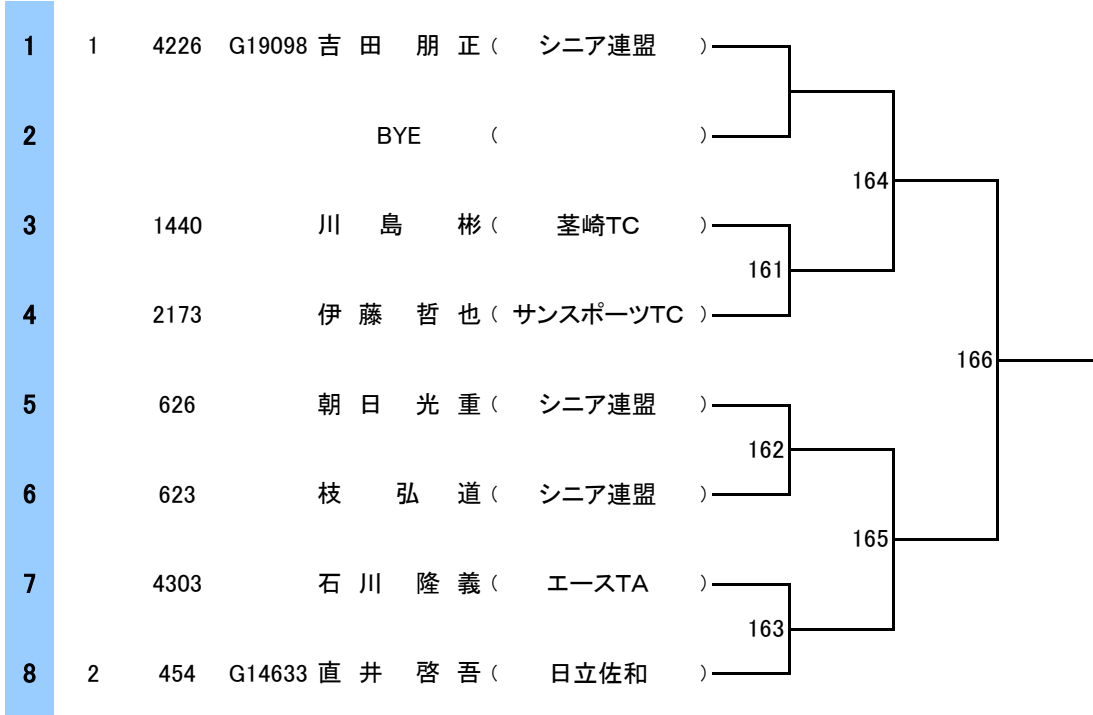 1 1 4226 G19098 吉田 朋正 ( シニア連盟 )
2 BYE ( )
164
3 1440 川島 彬 ( 茎崎TC )
161
4 2173 伊藤 哲也 ( サンスポーツTC )
166
5 626 朝日 光重 ( シニア連盟 )
162
6 623 枝 弘道 ( シニア連盟 )
165
7 4303 石川 隆義 ( エースTA )
163
8 2 454 G14633 直井 啓吾 ( 日立佐和 )